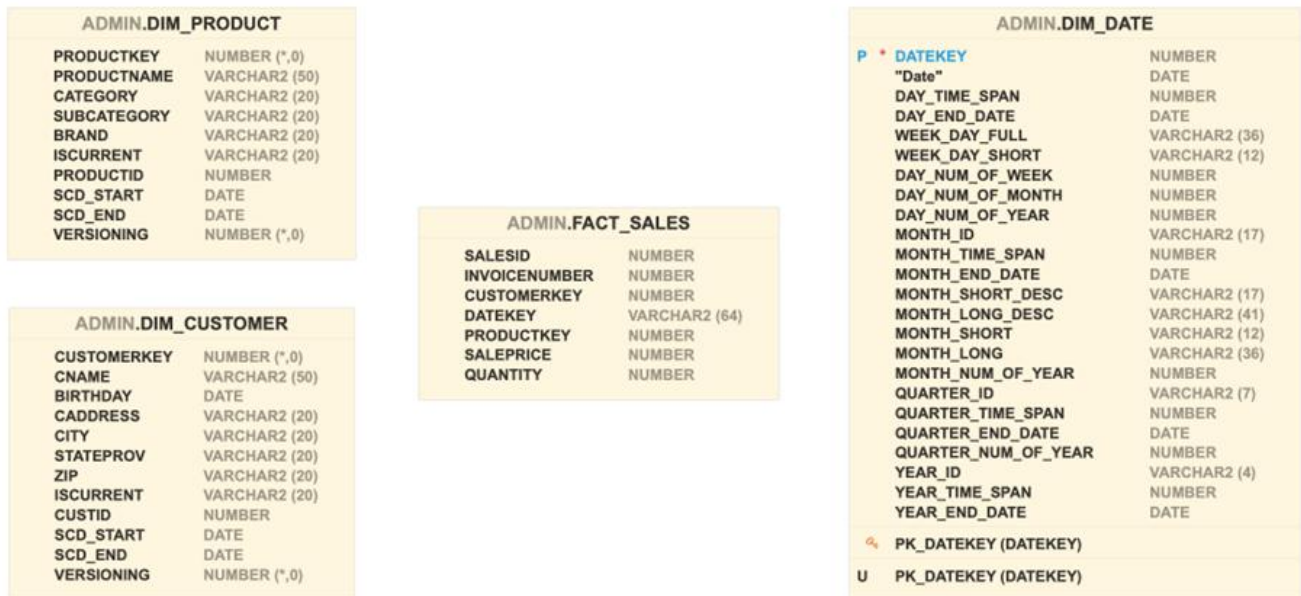 ADMIN.DIM_PRODUCT
PRODUCTKEY NUMBER (*,0)
PRODUCTNAME VARCHAR2 (50)
CATEGORY VARCHAR2 (20)
SUBCATEGORY VARCHAR2 (20)
BRAND VARCHAR2 (20)
ISCURRENT VARCHAR2 (20)
PRODUCTID NUMBER
SCD_START DATE
SCD_END DATE
VERSIONING NUMBER (*,0)
ADMIN.DIM_CUSTOMER
CUSTOMERKEY NUMBER (*,0)
CNAME VARCHAR2 (50)
BIRTHDAY DATE
CADDRESS VARCHAR2 (20)
CITY VARCHAR2 (20)
STATEPROV VARCHAR2 (20)
ZIP VARCHAR2 (20)
ISCURRENT VARCHAR2 (20)
CUSTID NUMBER
SCD_START DATE
SCD_END DATE
VERSIONING NUMBER (*,0)
ADMIN.FACT_SALES
SALESID NUMBER
INVOICENUMBER NUMBER
CUSTOMERKEY NUMBER
DATEKEY VARCHAR2 (64)
PRODUCTKEY NUMBER
SALEPRICE NUMBER
QUANTITY NUMBER
ADMIN.DIM_DATE
P * DATEKEY NUMBER
"Date" DATE
DAY_TIME_SPAN NUMBER
DAY_END_DATE DATE
WEEK_DAY_FULL VARCHAR2 (36)
WEEK_DAY_SHORT VARCHAR2 (12)
DAY_NUM_OF_WEEK NUMBER
DAY_NUM_OF_MONTH NUMBER
DAY_NUM_OF_YEAR NUMBER
MONTH_ID VARCHAR2 (17)
MONTH_TIME_SPAN NUMBER
MONTH_END_DATE DATE
MONTH_SHORT_DESC VARCHAR2 (17)
MONTH_LONG_DESC VARCHAR2 (41)
MONTH_SHORT VARCHAR2 (12)
MONTH_LONG VARCHAR2 (36)
MONTH_NUM_OF_YEAR NUMBER
QUARTER_ID VARCHAR2 (7)
QUARTER_TIME_SPAN NUMBER
QUARTER_END_DATE DATE
QUARTER_NUM_OF_YEAR NUMBER
YEAR_ID VARCHAR2 (4)
YEAR_TIME_SPAN NUMBER
YEAR_END_DATE DATE
PK_DATEKEY (DATEKEY)
U PK_DATEKEY (DATEKEY)